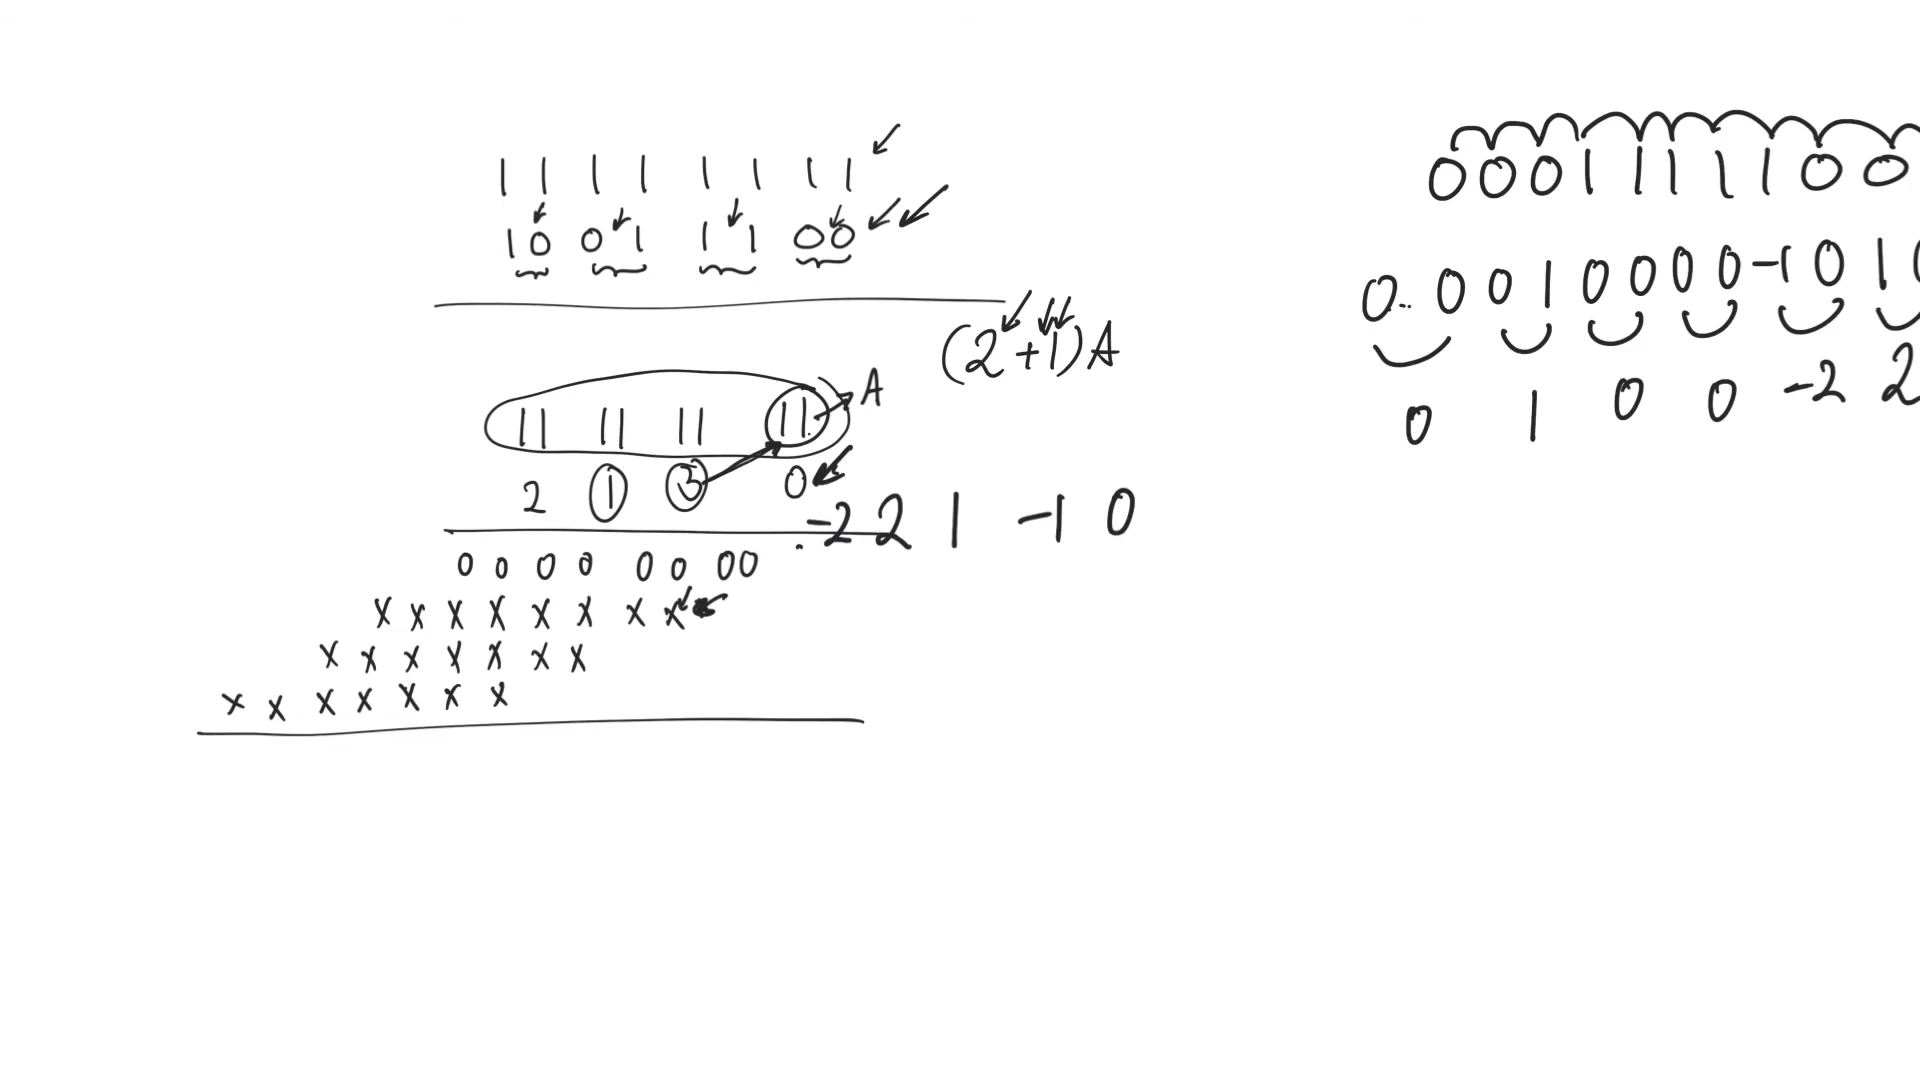 1 1 1 1 1 1 1 1
1 0 0 1 1 1 0 0
(2+1)A
A
11 11 11 11
2 1 3 0
-2 2 1 -1 0
0 0 0 0 0 0 0 0
x x x x x x x x
x x x x x x x
x x x x x x x
0 0 0 1 1 1 1 1 0 0
0.. 0 0 1 0 0 0 0 -1 0 1
0 1 0 0 -2 2